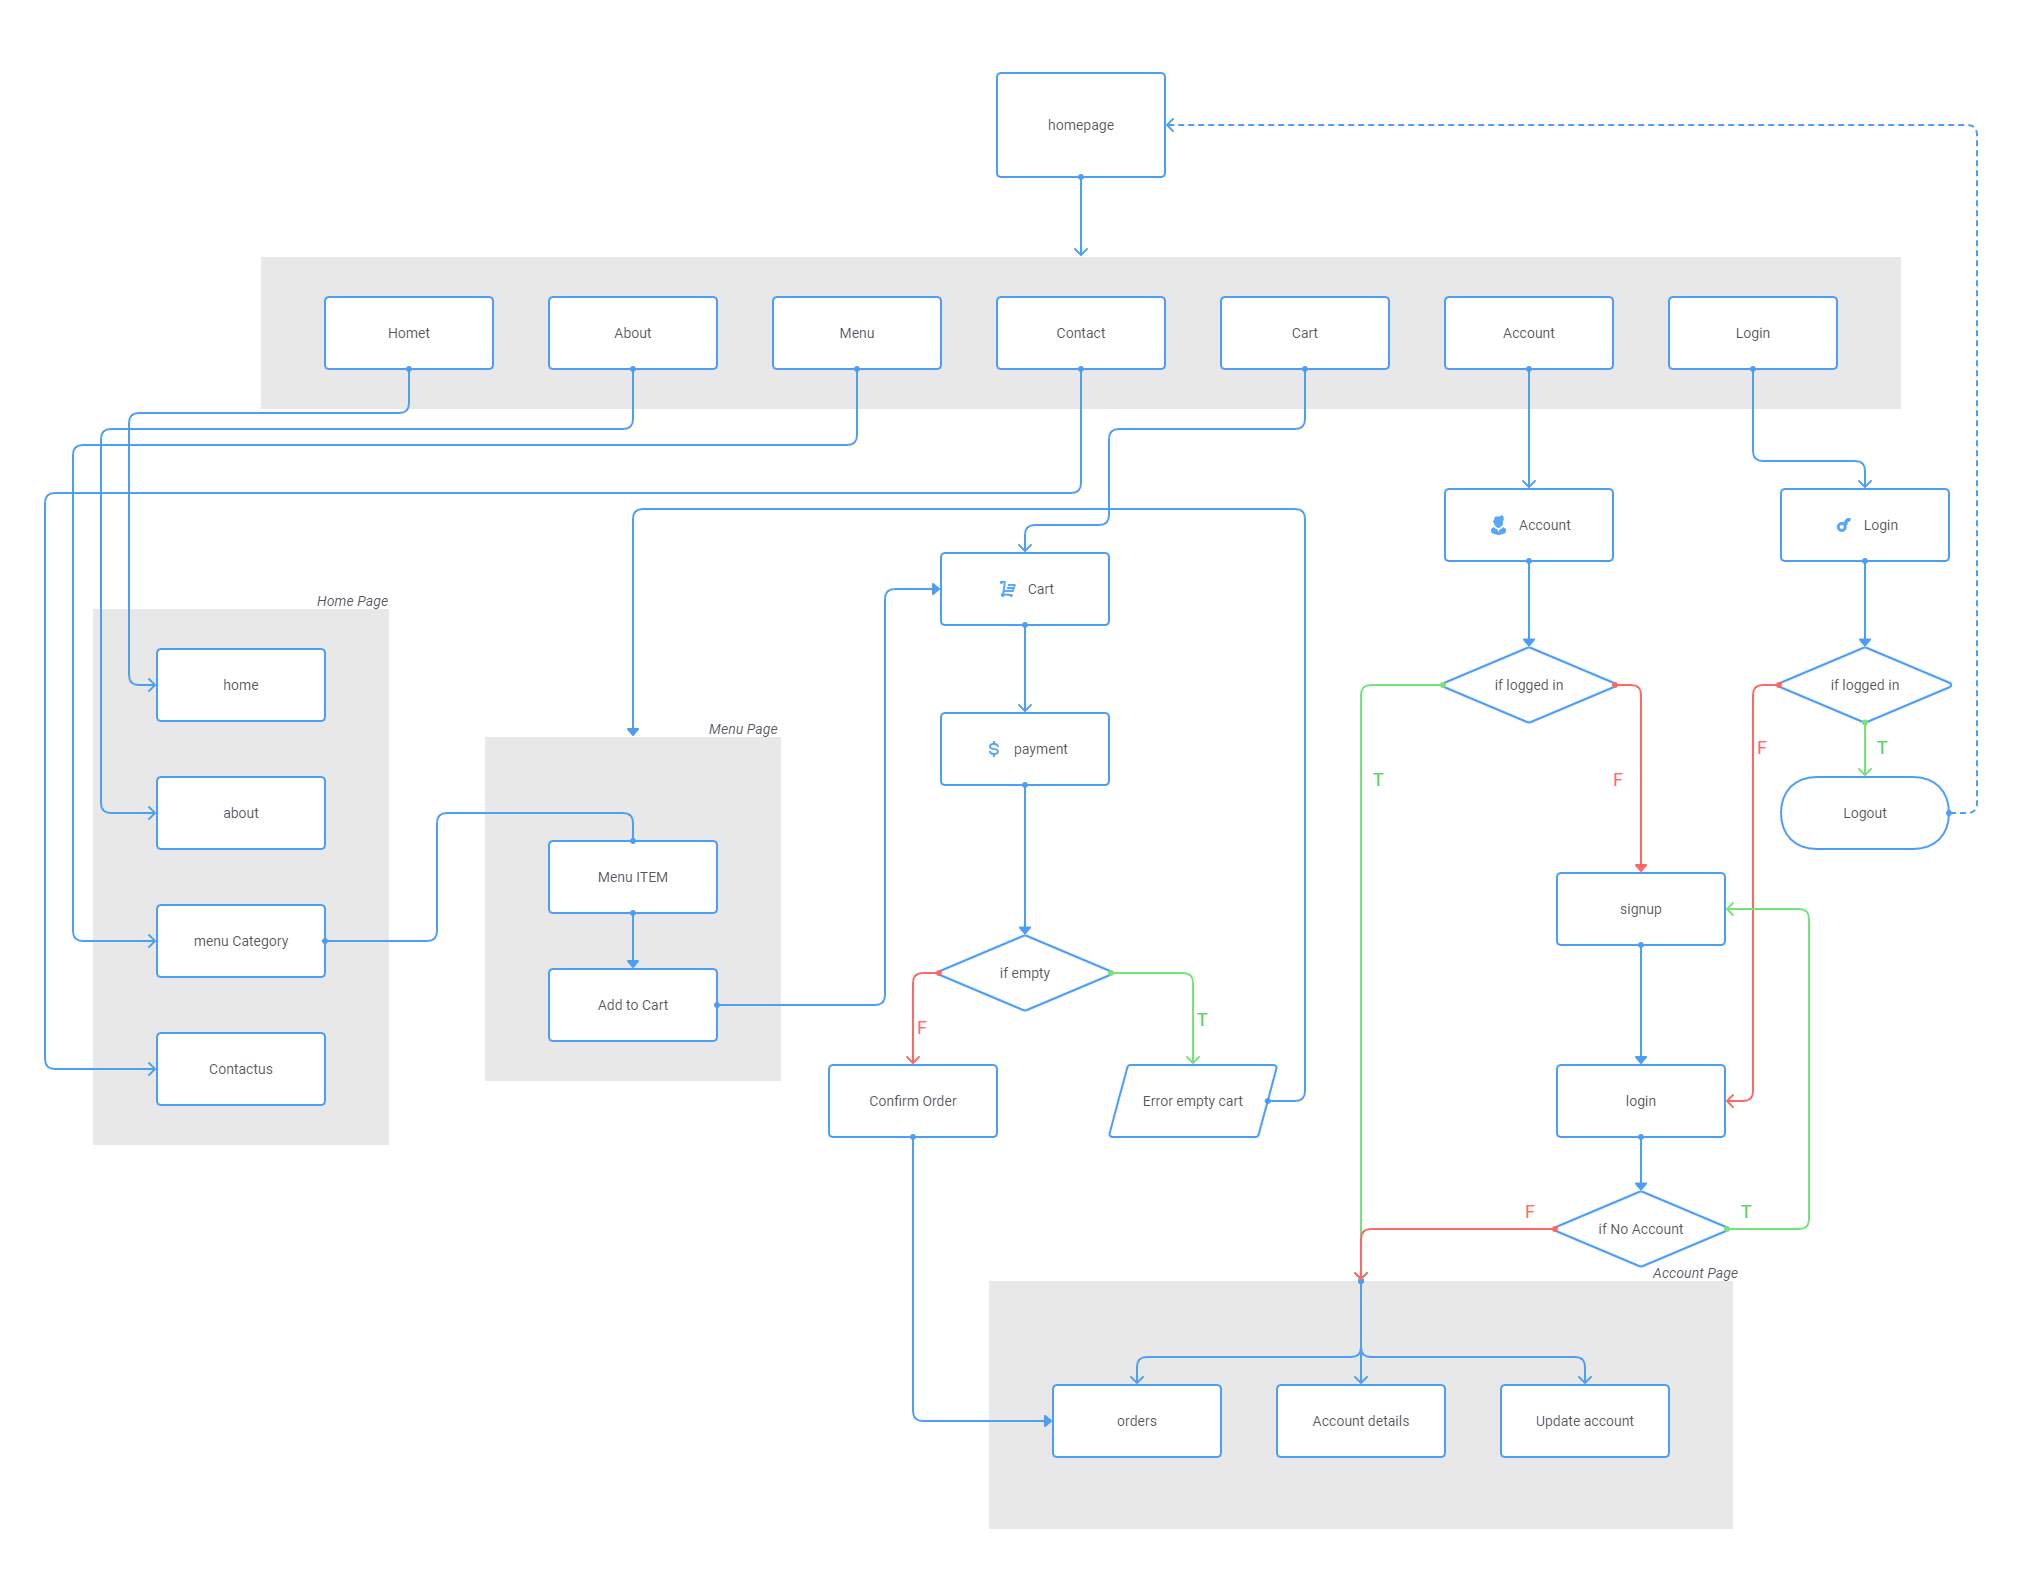 homepage
Homet
About
Menu
Contact
Cart
Account
Login
Account
Login
Cart
Home Page
home
if logged in
if logged in
Menu Page
payment
F
T
T
F
about
Logout
Menu ITEM
signup
menu Category
if empty
Add to Cart
F
T
Contactus
Confirm Order
Error empty cart
login
F
T
if No Account
Account Page
orders
Account details
Update account